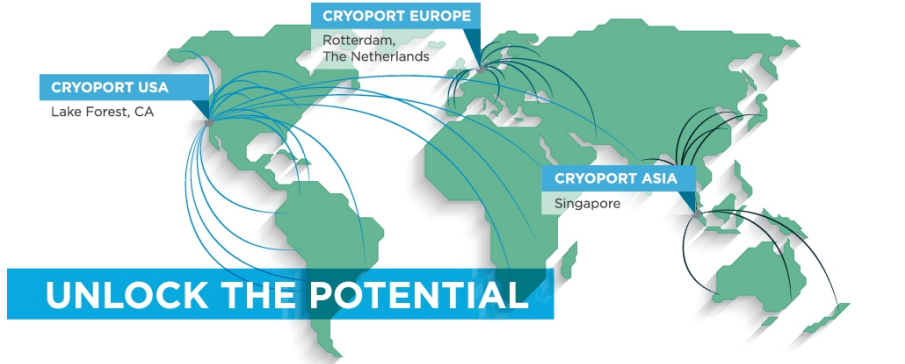 CRYOPORT EUROPE
Rotterdam,
The Netherlands
CRYOPORT USA
Lake Forest, CA
CRYOPORT ASIA
Singapore
UNLOCK THE POTENTIAL